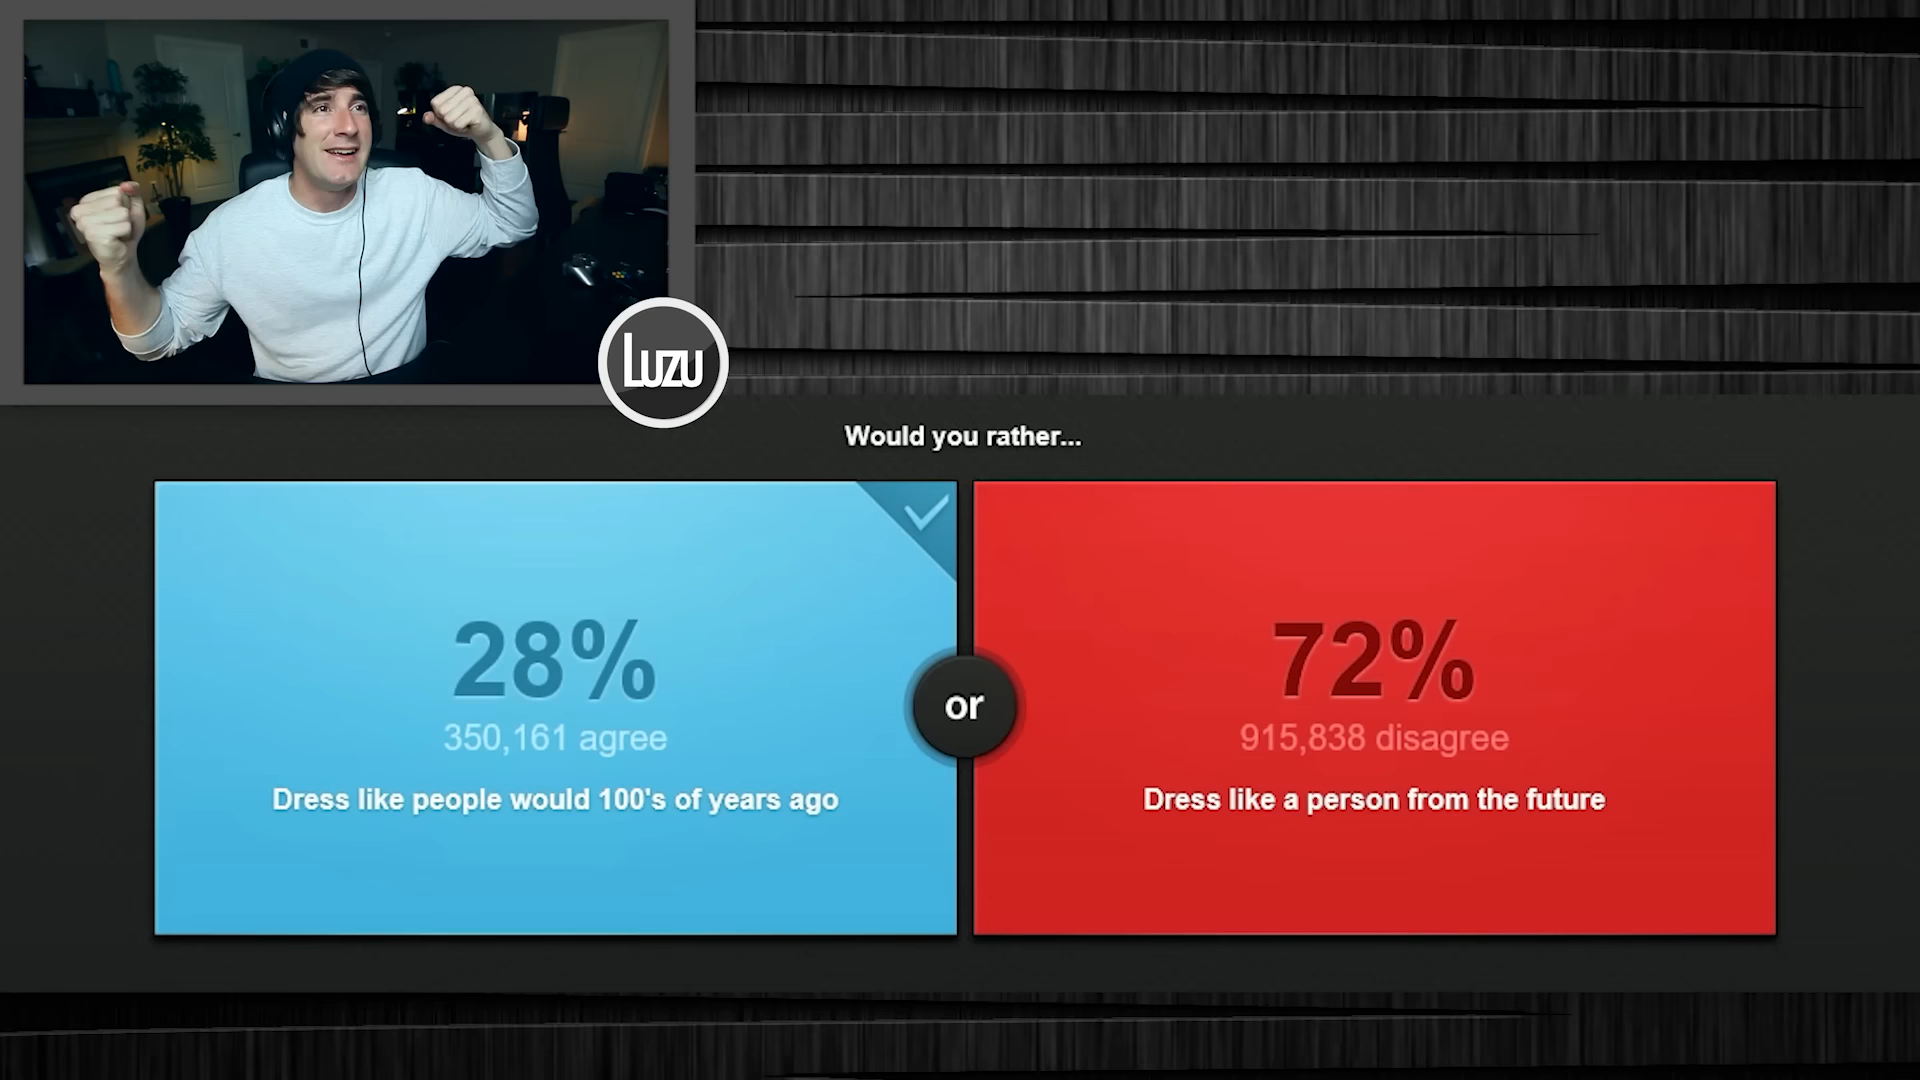 Luzu
Would you rather...
28%
350,161 agree
Dress like people would 100's of years ago
or
72%
915,838 disagree
Dress like a person from the future